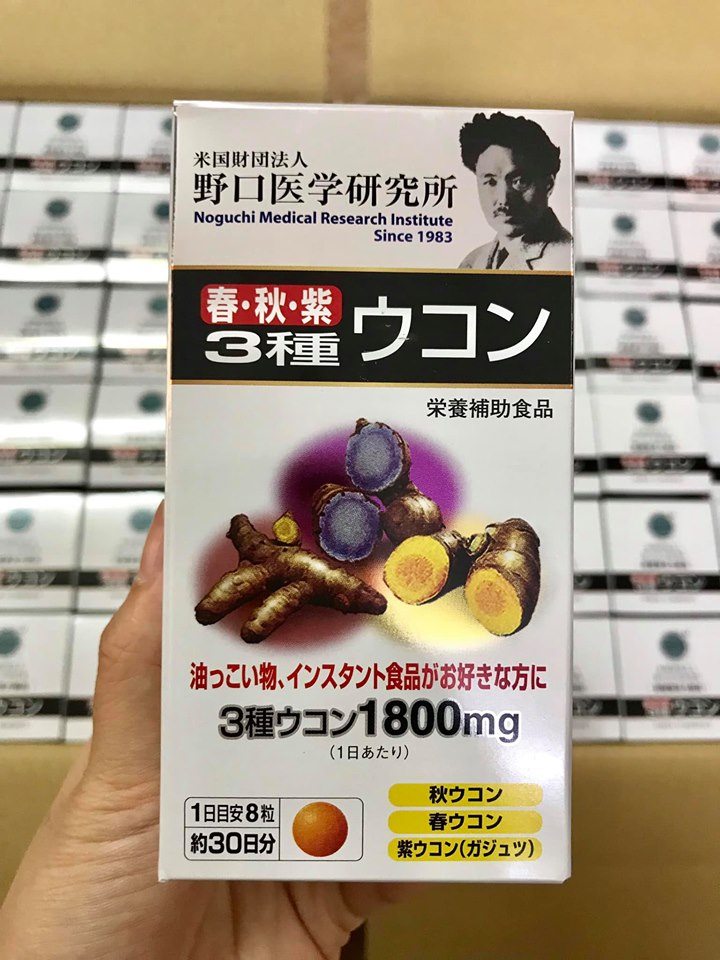 米国財団法人
野口医学研究所
Noguchi Medical Research Institute
Since 1983
春・秋・紫
3種
ウコン
栄養補助食品
油っこい物、インスタント食品がお好きな方に
3種ウコン1800mg
(1日あたり)
1日目安8粒
約30日分
秋ウコン
春ウコン
紫ウコン(ガジュツ)